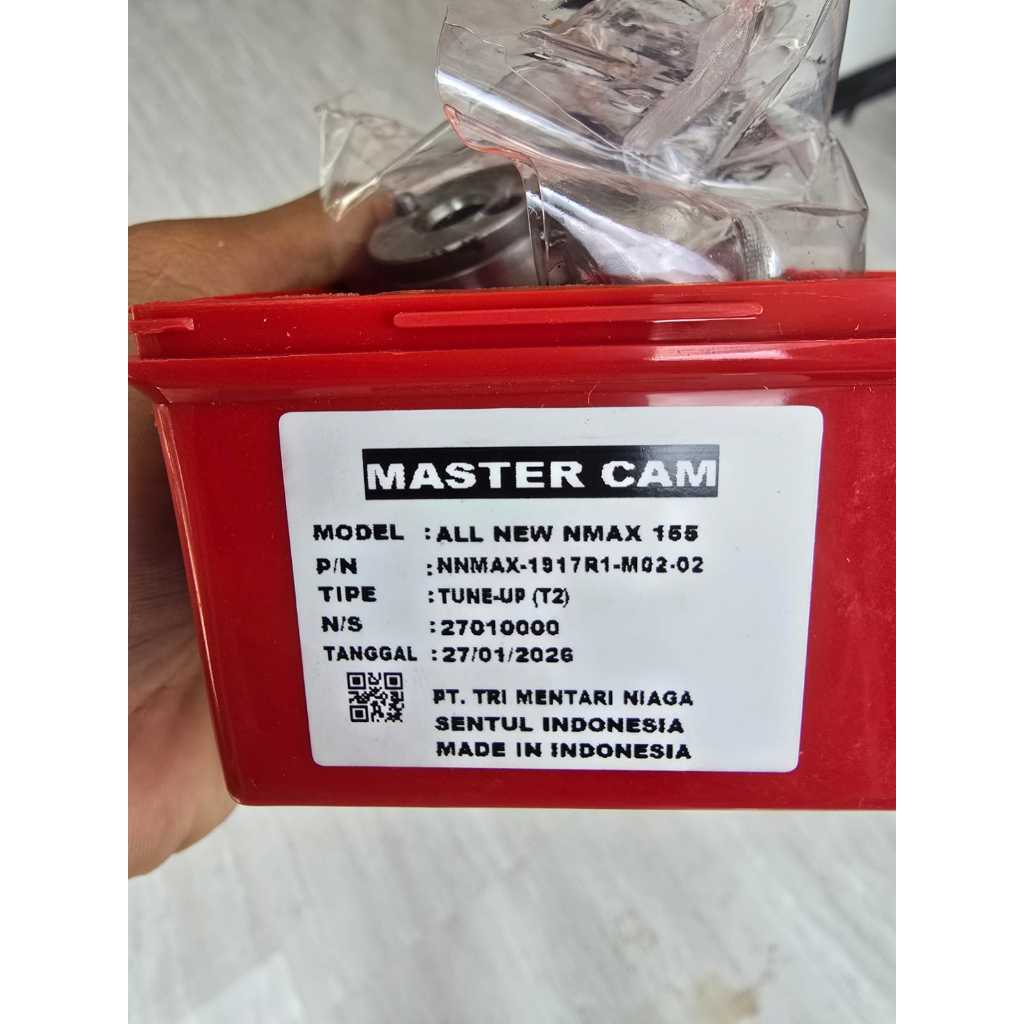 MASTER CAM
MODEL : ALL NEW NMAX 155
P/N : NNMAX-1917R1-M02-02
TIPE : TUNE-UP (T2)
N/S : 27010000
TANGGAL : 27/01/2026
PT. TRI MENTARI NIAGA
SENTUL INDONESIA
MADE IN INDONESIA